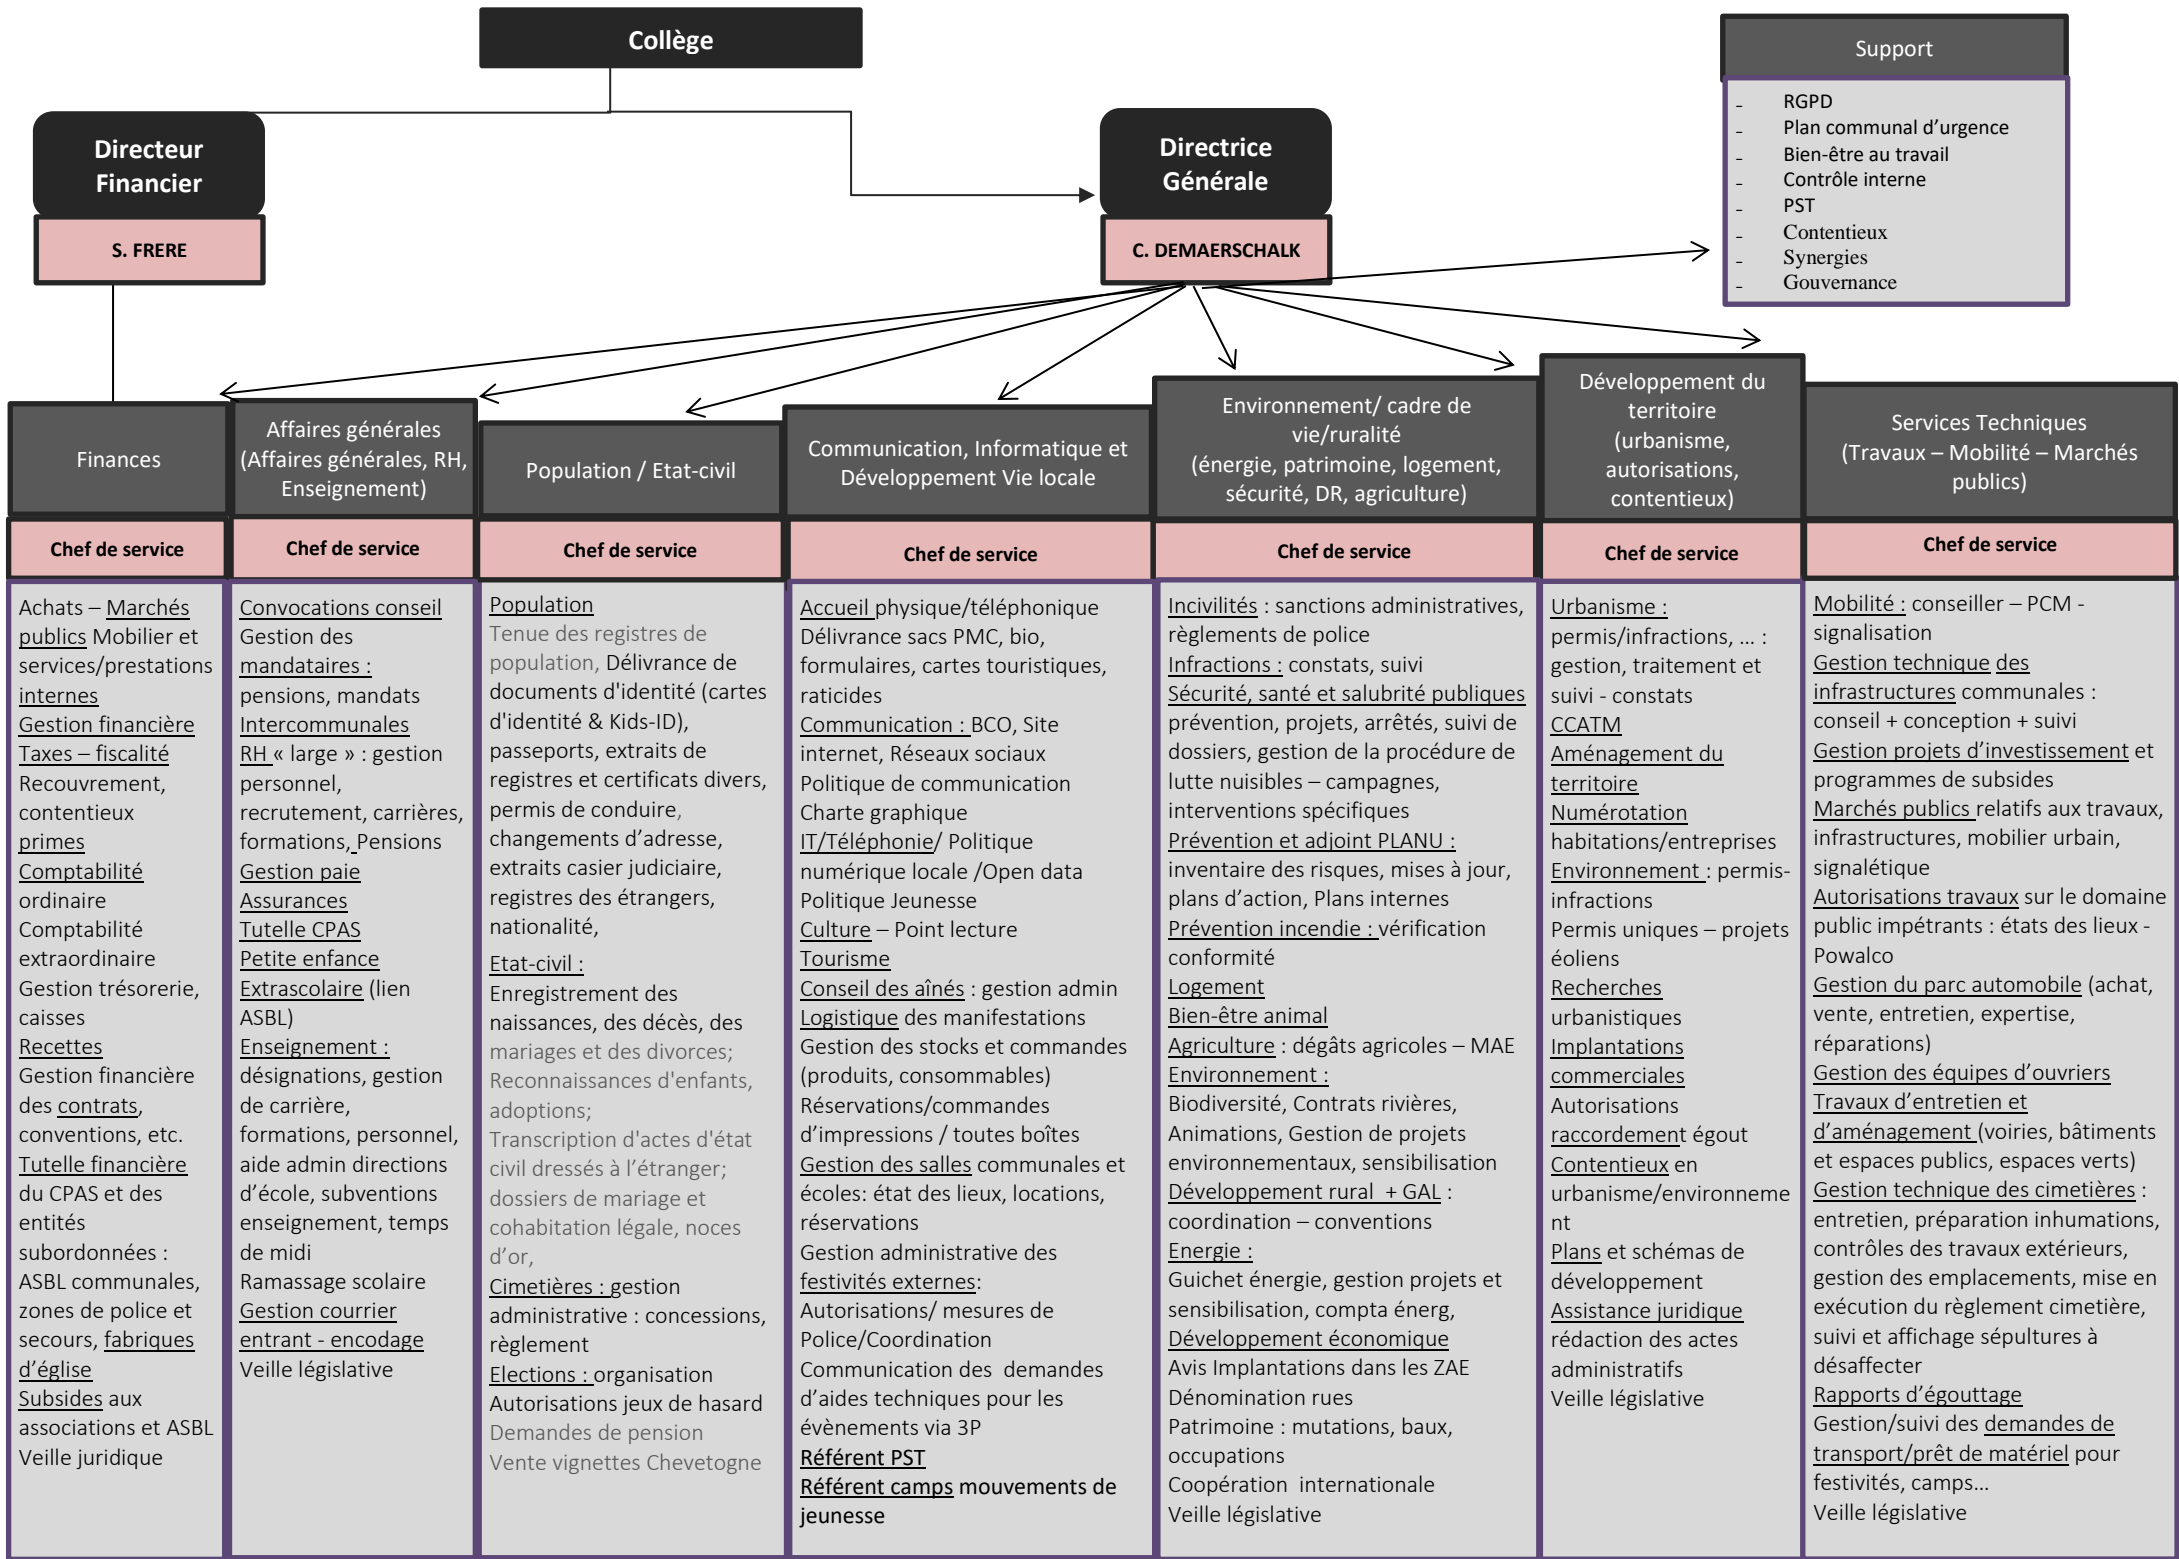 Collège
Support
- RGPD
- Plan communal d’urgence
- Bien-être au travail
- Contrôle interne
- PST
- Contentieux
- Synergies
- Gouvernance
Directeur
Financier
S. FRERE
Directrice
Générale
C. DEMAERSCHALK
Finances
Chef de service
Achats – Marchés
publics Mobilier et
services/prestations
internes
Gestion financière
Taxes – fiscalité
Recouvrement,
contentieux
primes
Comptabilité
ordinaire
Comptabilité
extraordinaire
Gestion trésorerie,
caisses
Recettes
Gestion financière
des contrats,
conventions, etc.
Tutelle financière
du CPAS et des
entités
subordonnées :
ASBL communales,
zones de police et
secours, fabriques
d’église
Subsides aux
associations et ASBL
Veille juridique
Affaires générales
(Affaires générales, RH,
Enseignement)
Chef de service
Convocations conseil
Gestion des
mandataires :
pensions, mandats
Intercommunales
RH « large » : gestion
personnel,
recrutement, carrières,
formations, Pensions
Gestion paie
Assurances
Tutelle CPAS
Petite enfance
Extrascolaire (lien
ASBL)
Enseignement :
désignations, gestion
de carrière,
formations, personnel,
aide admin directions
d’école, subventions
enseignement, temps
de midi
Ramassage scolaire
Gestion courrier
entrant - encodage
Veille législative
Population / Etat-civil
Chef de service
Population
Tenue des registres de
population, Délivrance de
documents d'identité (cartes
d'identité & Kids-ID),
passeports, extraits de
registres et certificats divers,
permis de conduire,
changements d’adresse,
extraits casier judiciaire,
registres des étrangers,
nationalité,
Etat-civil :
Enregistrement des
naissances, des décès, des
mariages et des divorces;
Reconnaissances d'enfants,
adoptions;
Transcription d'actes d'état
civil dressés à l’étranger;
dossiers de mariage et
cohabitation légale, noces
d’or,
Cimetières : gestion
administrative : concessions,
règlement
Elections : organisation
Autorisations jeux de hasard
Demandes de pension
Vente vignettes Chevetogne
Communication, Informatique et
Développement Vie locale
Chef de service
Accueil physique/téléphonique
Délivrance sacs PMC, bio,
formulaires, cartes touristiques,
raticides
Communication : BCO, Site
internet, Réseaux sociaux
Politique de communication
Charte graphique
IT/Téléphonie/ Politique
numérique locale /Open data
Politique Jeunesse
Culture – Point lecture
Tourisme
Conseil des aînés : gestion admin
Logistique des manifestations
Gestion des stocks et commandes
(produits, consommables)
Réservations/commandes
d’impressions / toutes boîtes
Gestion des salles communales et
écoles: état des lieux, locations,
réservations
Gestion administrative des
festivités externes:
Autorisations/ mesures de
Police/Coordination
Communication des demandes
d’aides techniques pour les
évènements via 3P
Référent PST
Référent camps mouvements de
jeunesse
Environnement/ cadre de
vie/ruralité
(énergie, patrimoine, logement,
sécurité, DR, agriculture)
Chef de service
Incivilités : sanctions administratives,
règlements de police
Infractions : constats, suivi
Sécurité, santé et salubrité publiques
prévention, projets, arrêtés, suivi de
dossiers, gestion de la procédure de
lutte nuisibles – campagnes,
interventions spécifiques
Prévention et adjoint PLANU :
inventaire des risques, mises à jour,
plans d’action, Plans internes
Prévention incendie : vérification
conformité
Logement
Bien-être animal
Agriculture : dégâts agricoles – MAE
Environnement :
Biodiversité, Contrats rivières,
Animations, Gestion de projets
environnementaux, sensibilisation
Développement rural + GAL :
coordination – conventions
Energie :
Guichet énergie, gestion projets et
sensibilisation, compta énerg,
Développement économique
Avis Implantations dans les ZAE
Dénomination rues
Patrimoine : mutations, baux,
occupations
Coopération internationale
Veille législative
Développement du
territoire
(urbanisme,
autorisations,
contentieux)
Chef de service
Urbanisme :
permis/infractions, ... :
gestion, traitement et
suivi - constats
CCATM
Aménagement du
territoire
Numérotation
habitations/entreprises
Environnement : permis-
infractions
Permis uniques – projets
éoliens
Recherches
urbanistiques
Implantations
commerciales
Autorisations
raccordement égout
Contentieux en
urbanisme/environneme
nt
Plans et schémas de
développement
Assistance juridique
rédaction des actes
administratifs
Veille législative
Services Techniques
(Travaux – Mobilité – Marchés
publics)
Chef de service
Mobilité : conseiller – PCM -
signalisation
Gestion technique des
infrastructures communales :
conseil + conception + suivi
Gestion projets d’investissement et
programmes de subsides
Marchés publics relatifs aux travaux,
infrastructures, mobilier urbain,
signalétique
Autorisations travaux sur le domaine
public impétrants : états des lieux -
Powalco
Gestion du parc automobile (achat,
vente, entretien, expertise,
réparations)
Gestion des équipes d’ouvriers
Travaux d’entretien et
d’aménagement (voiries, bâtiments
et espaces publics, espaces verts)
Gestion technique des cimetières :
entretien, préparation inhumations,
contrôles des travaux extérieurs,
gestion des emplacements, mise en
exécution du règlement cimetière,
suivi et affichage sépultures à
désaffecter
Rapports d’égouttage
Gestion/suivi des demandes de
transport/prêt de matériel pour
festivités, camps...
Veille législative